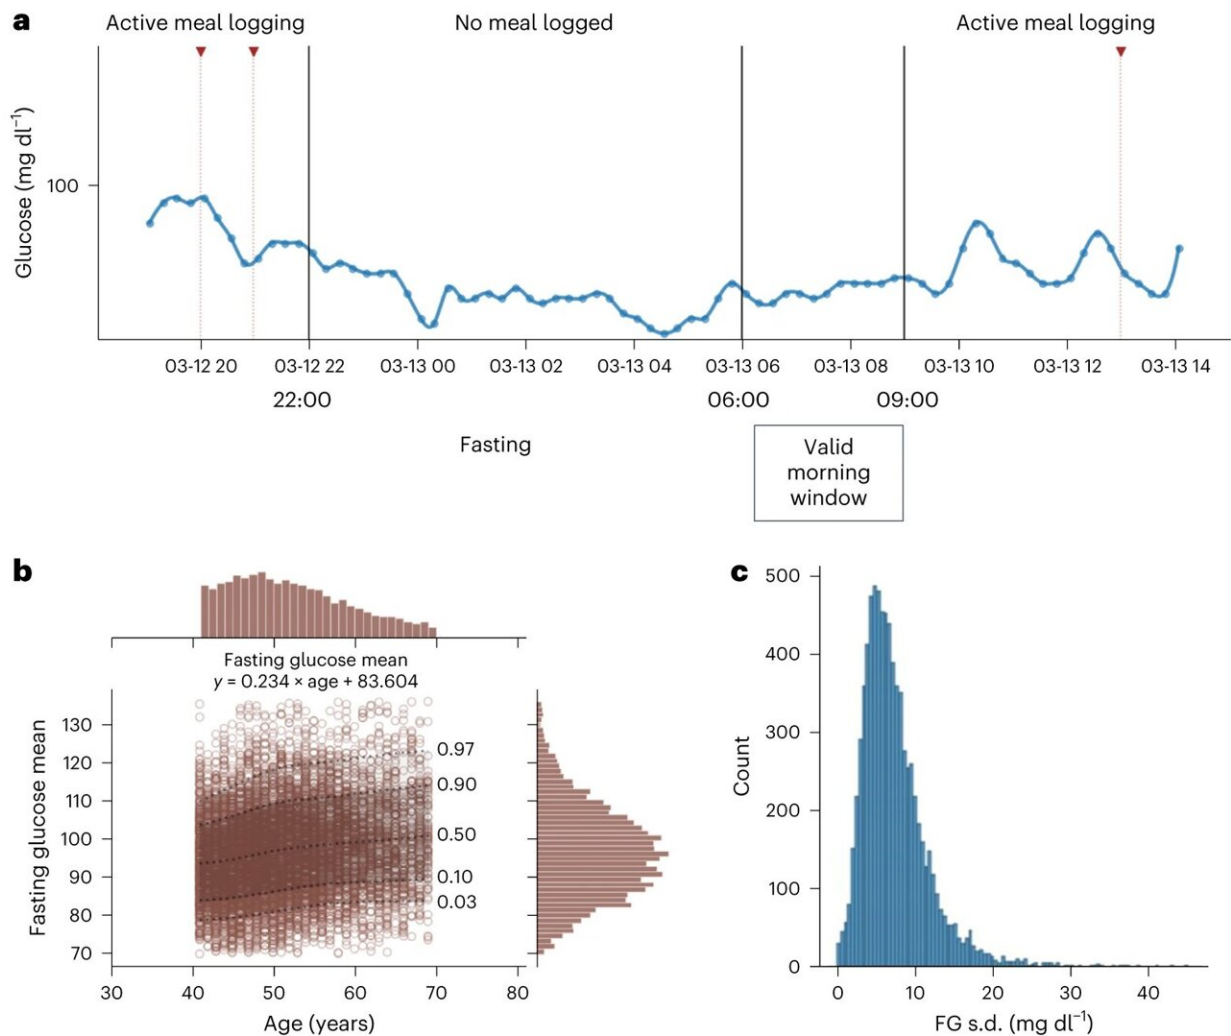 a
Active meal logging
No meal logged
Active meal logging
Glucose (mg dl⁻¹)
100
03-12 20
03-12 22
03-13 00
03-13 02
03-13 04
03-13 06
03-13 08
03-13 10
03-13 12
03-13 14
22:00
06:00
09:00
Fasting
Valid
morning
window
b
Fasting glucose mean
y = 0.234 × age + 83.604
Fasting glucose mean
130
120
110
100
90
80
70
0.97
0.90
0.50
0.10
0.03
30
40
50
60
70
80
Age (years)
c
Count
500
400
300
200
100
0
0
10
20
30
40
FG s.d. (mg dl⁻¹)